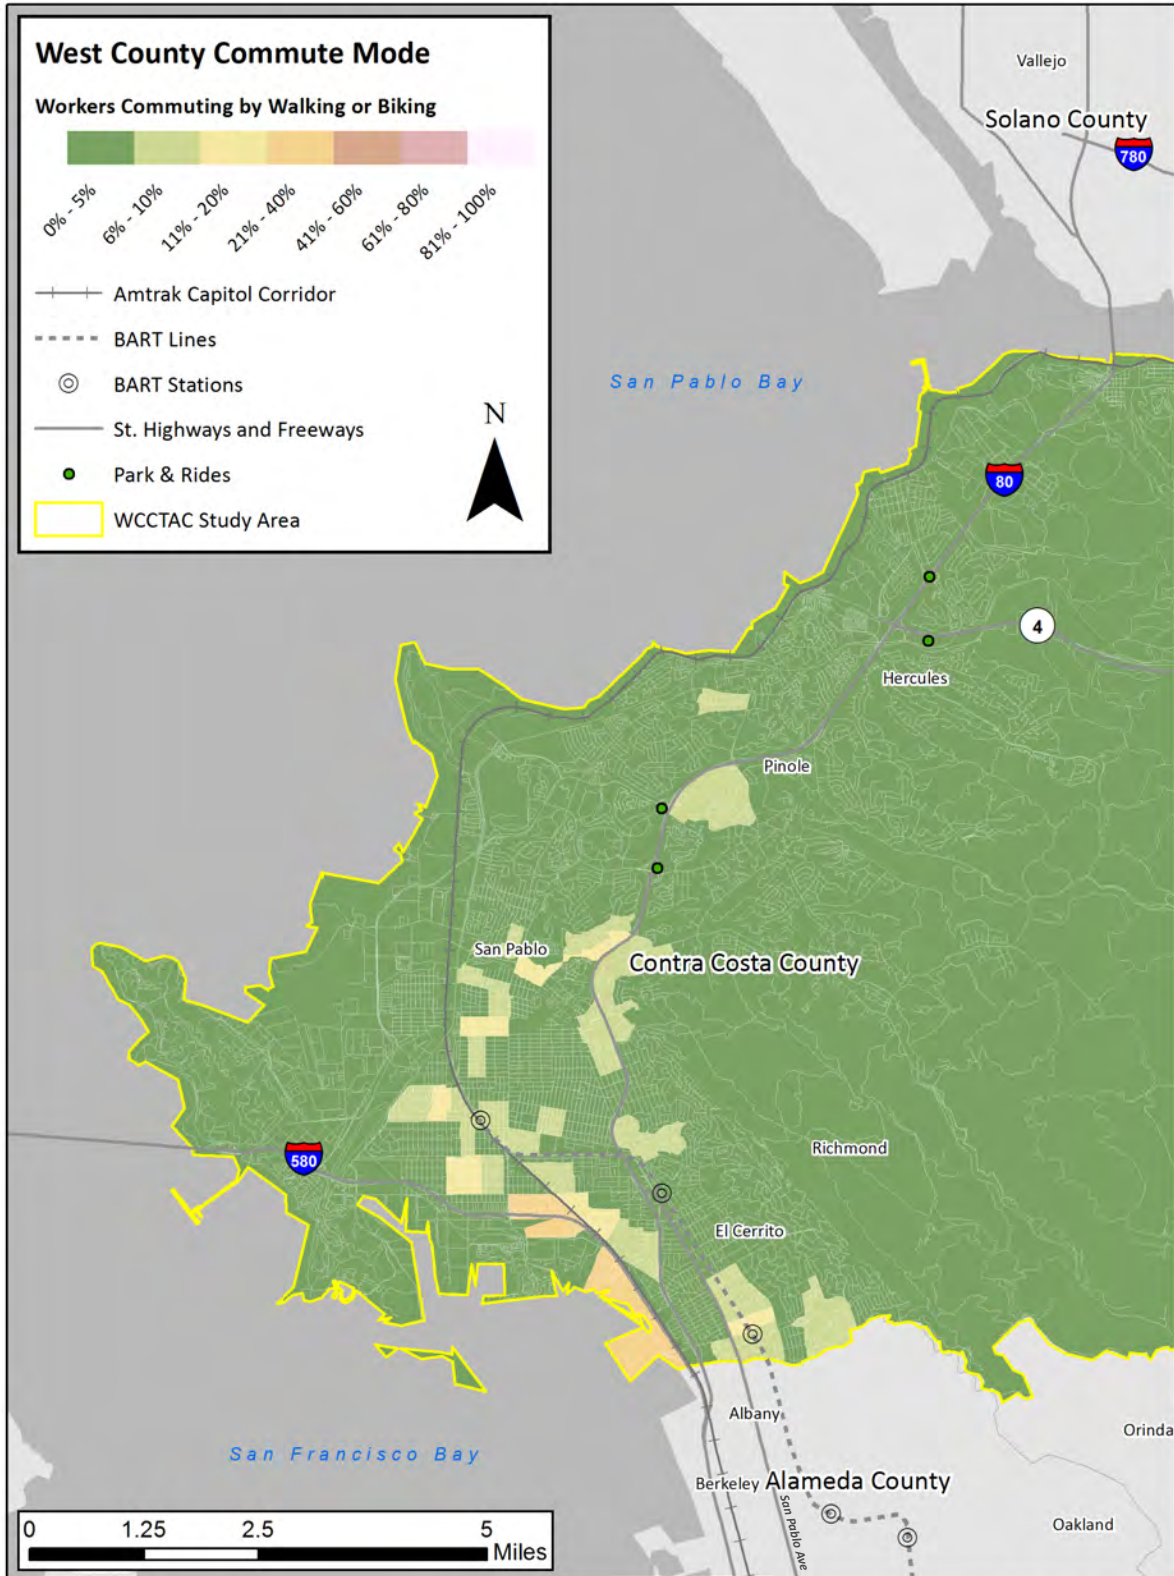 West County Commute Mode
Workers Commuting by Walking or Biking
0% - 5%
6% - 10%
11% - 20%
21% - 40%
41% - 60%
61% - 80%
81% - 100%
Amtrak Capitol Corridor
BART Lines
BART Stations
St. Highways and Freeways
Park & Rides
WCCTAC Study Area
N
Vallejo
Solano County
780
San Pablo Bay
80
4
Hercules
Pinole
San Pablo
Contra Costa County
580
Richmond
El Cerrito
Albany
Orinda
San Francisco Bay
Berkeley
Alameda County
San Pablo Ave
Oakland
0 1.25 2.5 5
Miles